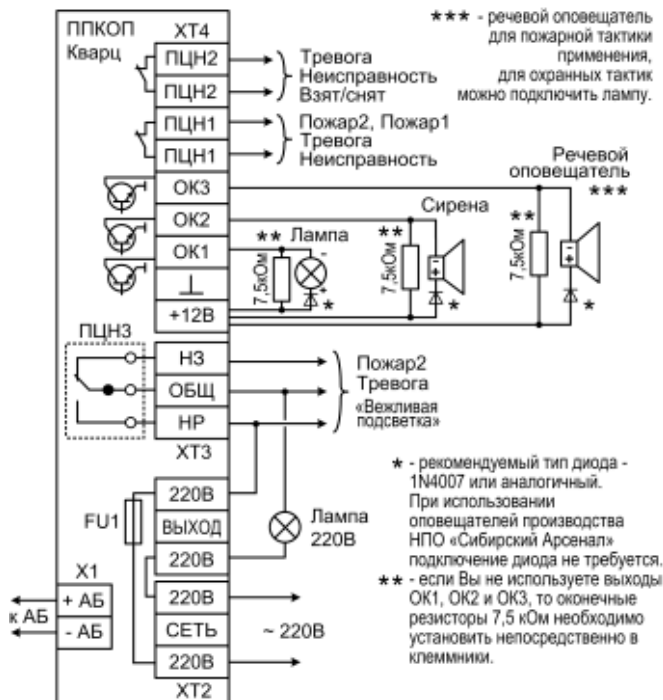 ППКОП
Кварц
XT4
ПЦН2
ПЦН2
ПЦН1
ПЦН1
ОК3
ОК2
ОК1
⊥
+12В
Тревога
Неисправность
Взят/снят
Пожар2, Пожар1
Тревога
Неисправность
*** - речевой оповещатель
для пожарной тактики
применения,
для охранных тактик
можно подключить лампу.
Речевой
оповещатель
***
Сирена
** Лампа
**
**
7,5кОм
7,5кОм
7,5кОм
- +
- +
- +
*
*
*
ПЦН3
НЗ
ОБЩ
НР
XT3
Пожар2
Тревога
«Вежливая
подсветка»
220В
ВЫХОД
220В
FU1
Лампа
220В
X1
+ АБ
- АБ
к АБ
220В
СЕТЬ
220В
XT2
~ 220В
* - рекомендуемый тип диода -
1N4007 или аналогичный.
При использовании
оповещателей производства
НПО «Сибирский Арсенал»
подключение диода не требуется.
** - если Вы не используете выходы
ОК1, ОК2 и ОК3, то оконечные
резисторы 7,5 кОм необходимо
установить непосредственно в
клеммники.